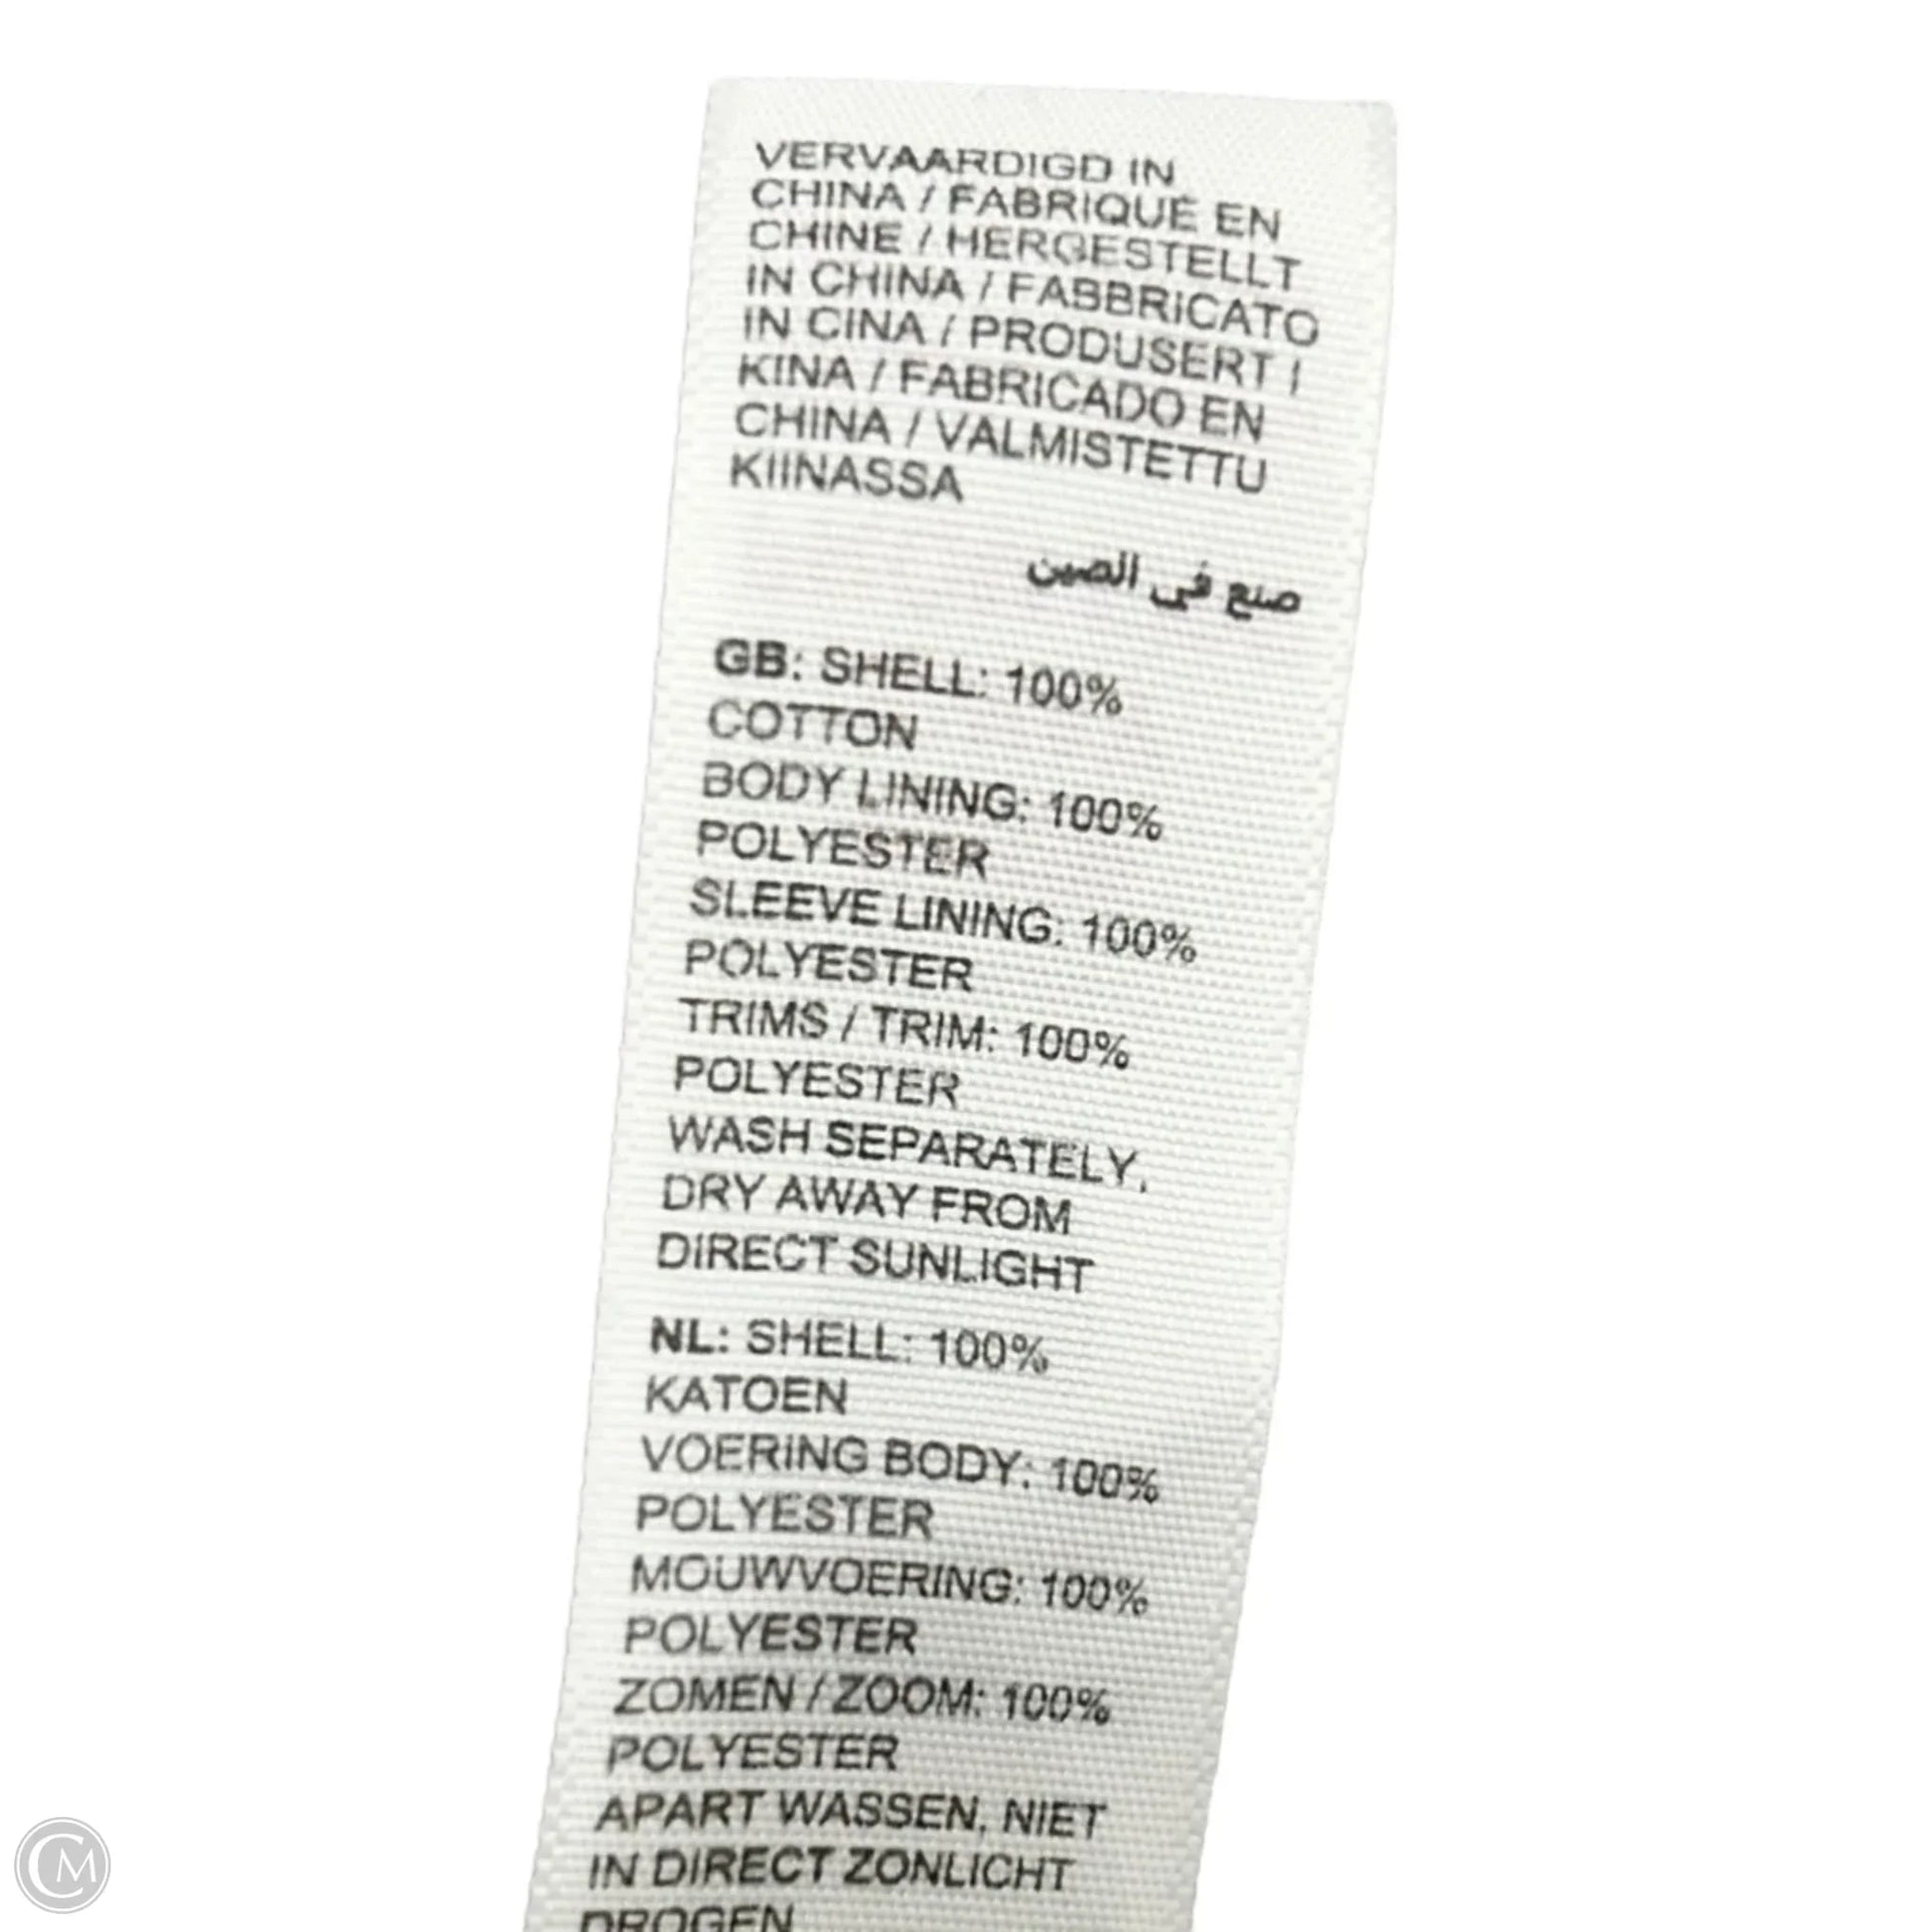 VERVAARDIGD IN
CHINA / FABRIQUÉ EN
CHINE / HERGESTELLT
IN CHINA / FABBRICATO
IN CINA / PRODUSERT I
KINA / FABRICADO EN
CHINA / VALMISTETTU
KIINASSA
صنع في الصين
GB: SHELL: 100%
COTTON
BODY LINING: 100%
POLYESTER
SLEEVE LINING: 100%
POLYESTER
TRIMS / TRIM: 100%
POLYESTER
WASH SEPARATELY,
DRY AWAY FROM
DIRECT SUNLIGHT
NL: SHELL: 100%
KATOEN
VOERING BODY: 100%
POLYESTER
MOUWVOERING: 100%
POLYESTER
ZOMEN / ZOOM: 100%
POLYESTER
APART WASSEN, NIET
IN DIRECT ZONLICHT
DROGEN
CM